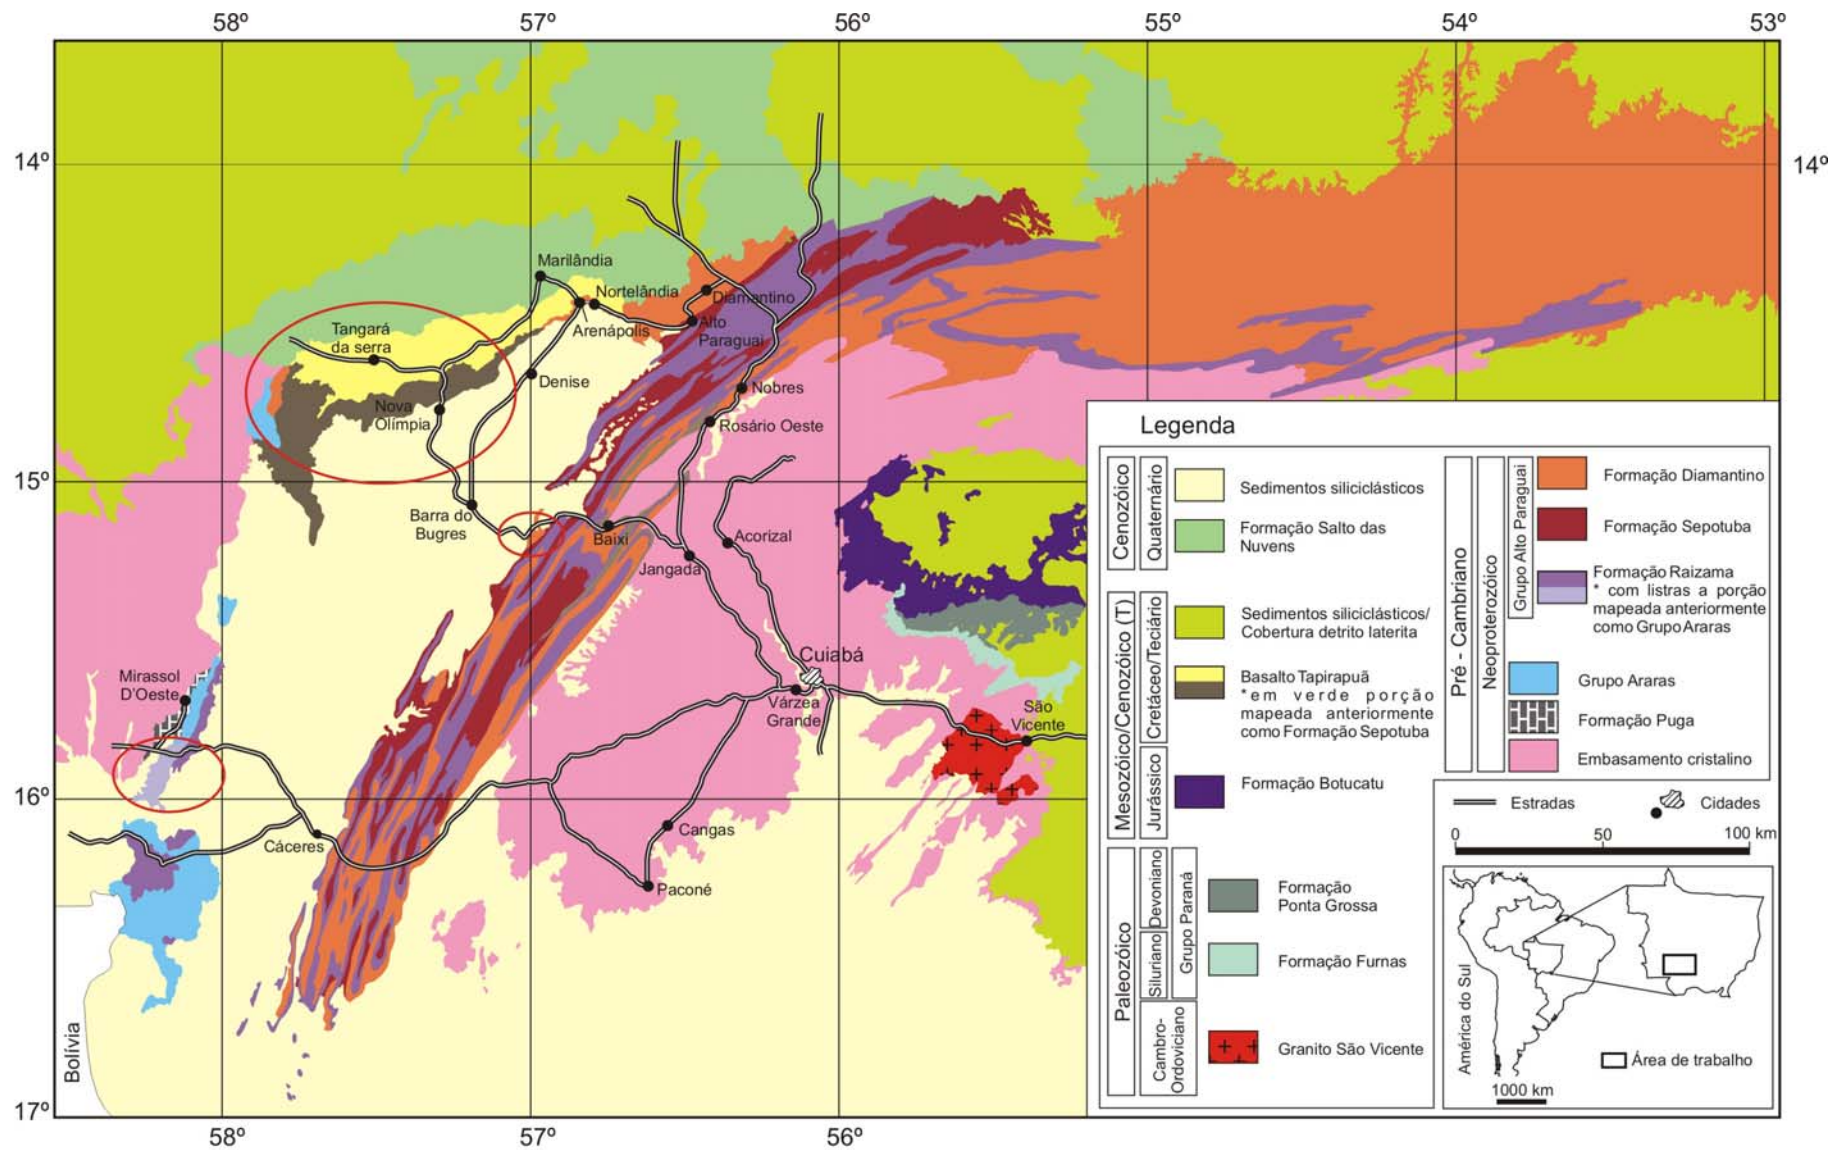 58º
57º
56º
55º
54º
53º
14º
14º
Marilândia
Nortelândia
Diamantino
Tangará
da serra
Arenápolis
Alto
Paraguai
Denise
Nobres
Nova
Olímpia
Rosário Oeste
15º
Barra do
Bugres
Baixi
Acorizal
Jangada
Mirassol
D'Oeste
Cuiabá
Várzea
Grande
São
Vicente
16º
Cáceres
Cangas
Paconé
Bolívia
17º
58º
57º
56º
Legenda
Cenozóico
Quaternário
Sedimentos siliciclásticos
Formação Salto das
Nuvens
Mesozóico/Cenozóico (T)
Cretáceo/Teciário
Sedimentos siliciclásticos/
Cobertura detrito laterita
Basalto Tapirapuã
* em verde porção
mapeada anteriormente
como Formação Sepotuba
Jurássico
Formação Botucatu
Paleozóico
Devoniano
Siluriano
Grupo Paraná
Formação
Ponta Grossa
Formação Furnas
Cambro-
Ordoviciano
Granito São Vicente
Pré - Cambriano
Neoproterozóico
Grupo Alto Paraguai
Formação Diamantino
Formação Sepotuba
Formação Raizama
* com listras a porção
mapeada anteriormente
como Grupo Araras
Grupo Araras
Formação Puga
Embasamento cristalino
Estradas
Cidades
0
50
100 km
América do Sul
Área de trabalho
1000 km